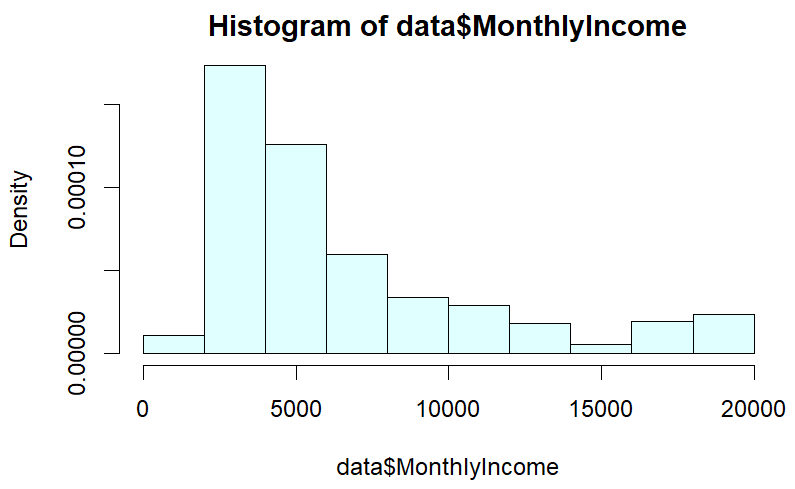 Histogram of data$MonthlyIncome
Density
0.00010
0.00000
0 5000 10000 15000 20000
data$MonthlyIncome